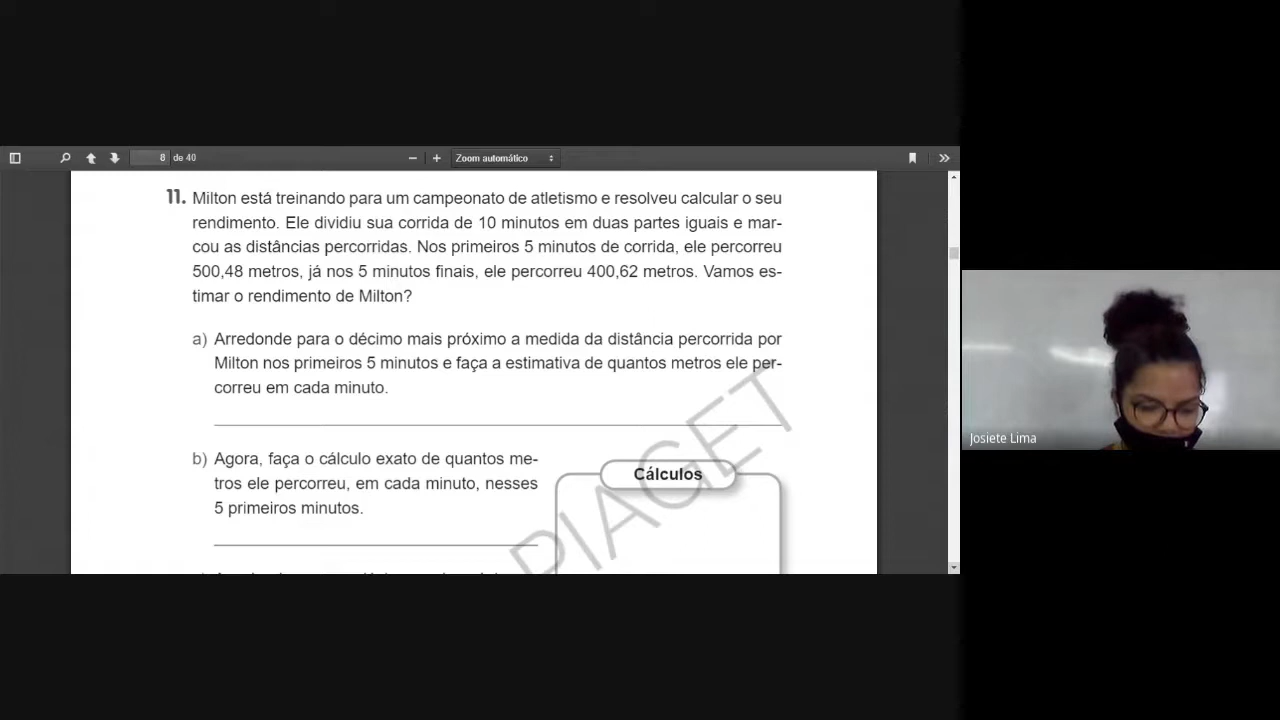 8 de 40
Zoom automático
11. Milton está treinando para um campeonato de atletismo e resolveu calcular o seu
rendimento. Ele dividiu sua corrida de 10 minutos em duas partes iguais e mar-
cou as distâncias percorridas. Nos primeiros 5 minutos de corrida, ele percorreu
500,48 metros, já nos 5 minutos finais, ele percorreu 400,62 metros. Vamos es-
timar o rendimento de Milton?
a) Arredonde para o décimo mais próximo a medida da distância percorrida por
Milton nos primeiros 5 minutos e faça a estimativa de quantos metros ele per-
correu em cada minuto.
b) Agora, faça o cálculo exato de quantos me-
tros ele percorreu, em cada minuto, nesses
5 primeiros minutos.
Cálculos
PIAGET
Josiete Lima